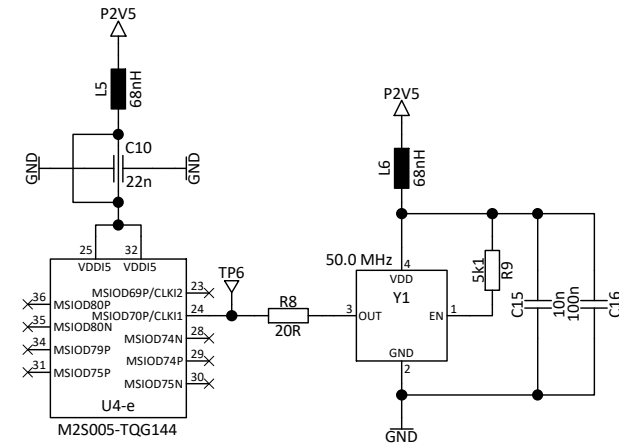 P2V5
L5
68nH
C10
22n
GND
GND
25
32
VDDI5
VDDI5
MSIOD69P/CLKI2
23
MSIOD70P/CLKI1
24
36
MSIOD80P
35
MSIOD80N
MSIOD74N
28
34
MSIOD79P
MSIOD74P
29
31
MSIOD75P
MSIOD75N
30
U4-e
M2S005-TQG144
TP6
R8
20R
P2V5
L6
68nH
50.0 MHz
4
VDD
Y1
3
OUT
EN
1
GND
2
5k1
R9
C15
10n
100n
C16
GND